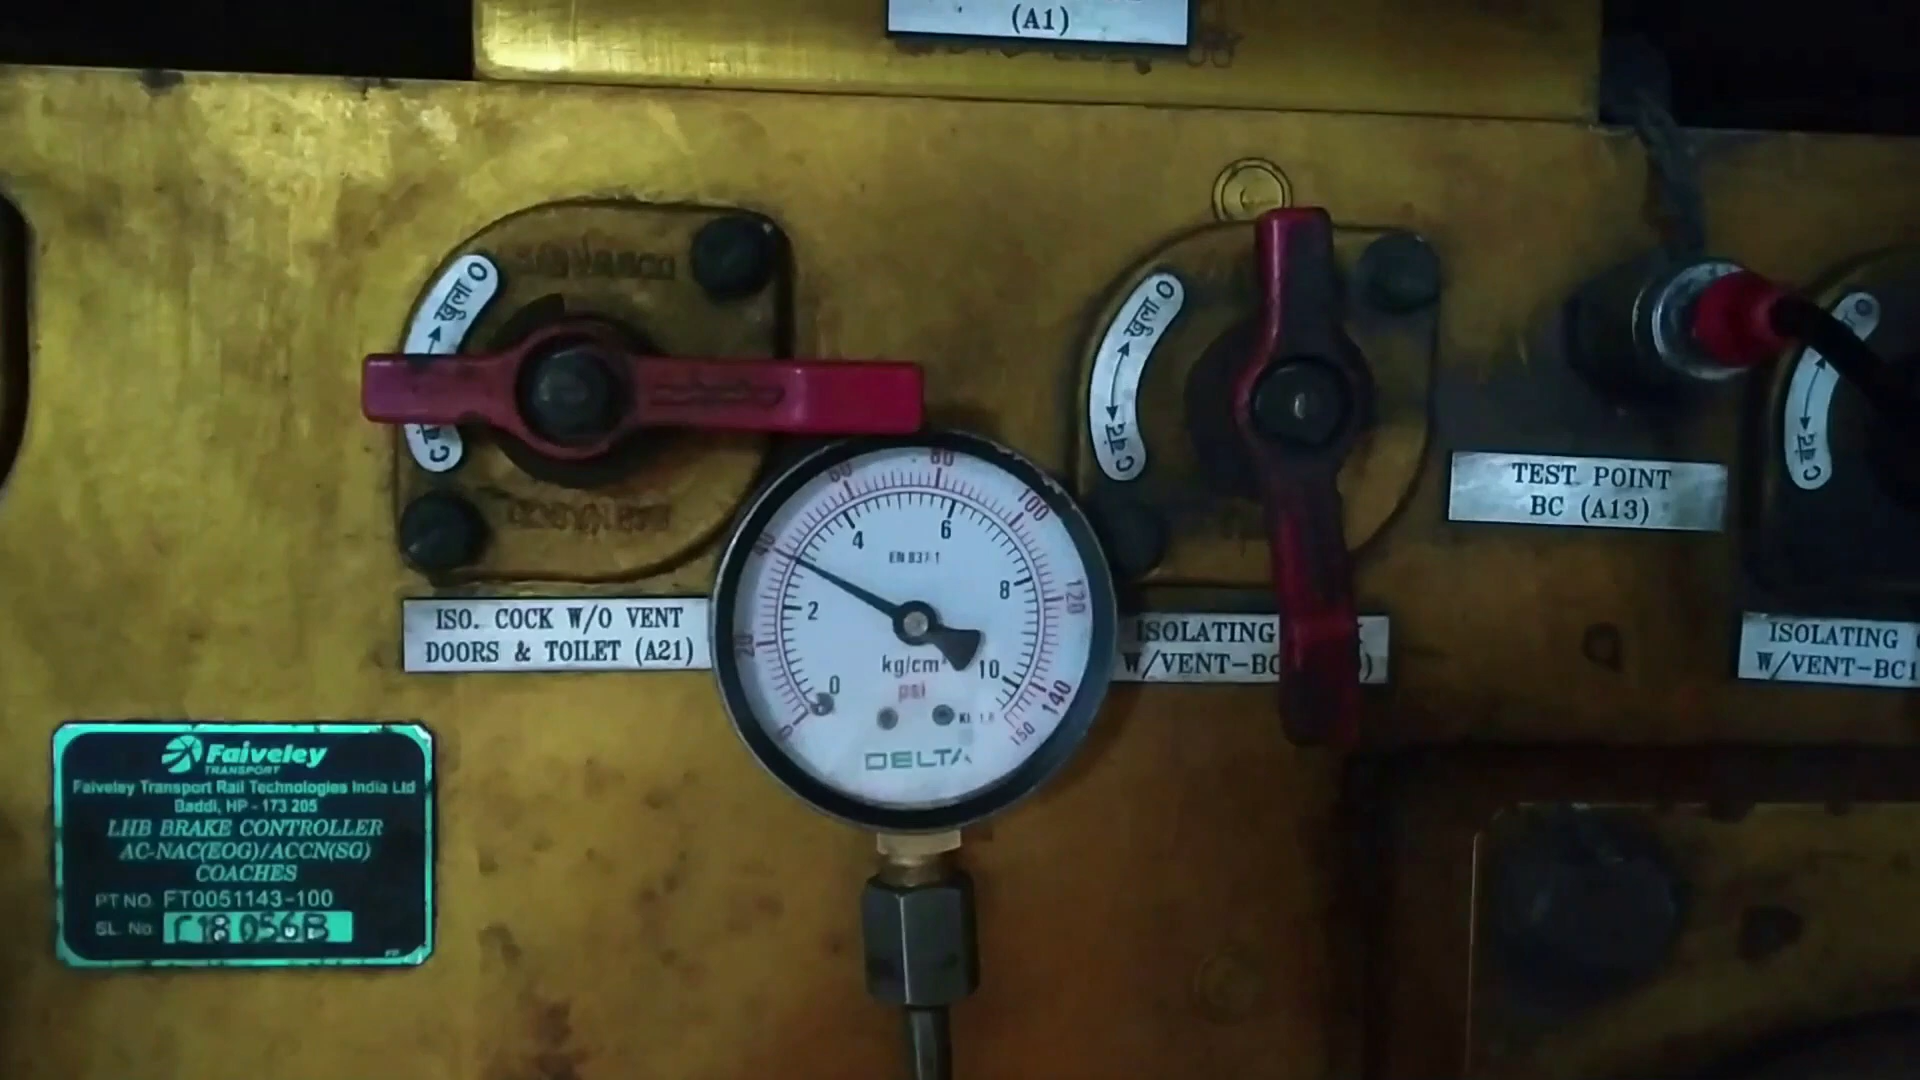 (A1)
खुला O
C बंद
खुला O
C बंद
O
C बंद
TEST POINT
BC (A13)
ISO. COCK W/O VENT
DOORS & TOILET (A21)
ISOLATING
W/VENT-BC
ISOLATING
W/VENT-BC1
0 20 40 60 80 100 120 140 150
0 2 4 6 8 10
EN 837-1
kg/cm²
psi
DELTA
Faiveley
TRANSPORT
Faiveley Transport Rail Technologies India Ltd
Baddi, HP - 173 205
LHB BRAKE CONTROLLER
AC-NAC(EOG)/ACCN(SG)
COACHES
PT NO. FT0051143-100
SL. No.